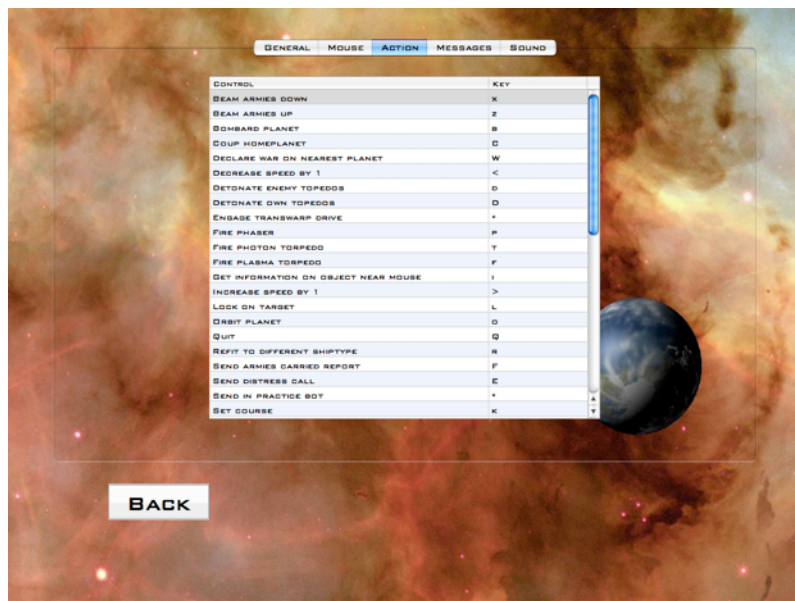 General Mouse Action Messages Sound
Control Key
Beam armies down x
Beam armies up z
Bombard planet b
Coup homeplanet C
Declare war on nearest planet W
Decrease speed by 1 <
Detonate enemy topedos d
Detonate own topedos D
Engage transwarp drive
Fire phaser p
Fire photon torpedo t
Fire plasma torpedo f
Get information on object near mouse i
Increase speed by 1 >
Lock on target l
Orbit planet o
Quit Q
Refit to different shiptype r
Send armies carried report F
Send distress call E
Send in practice bot *
Set course k
Back